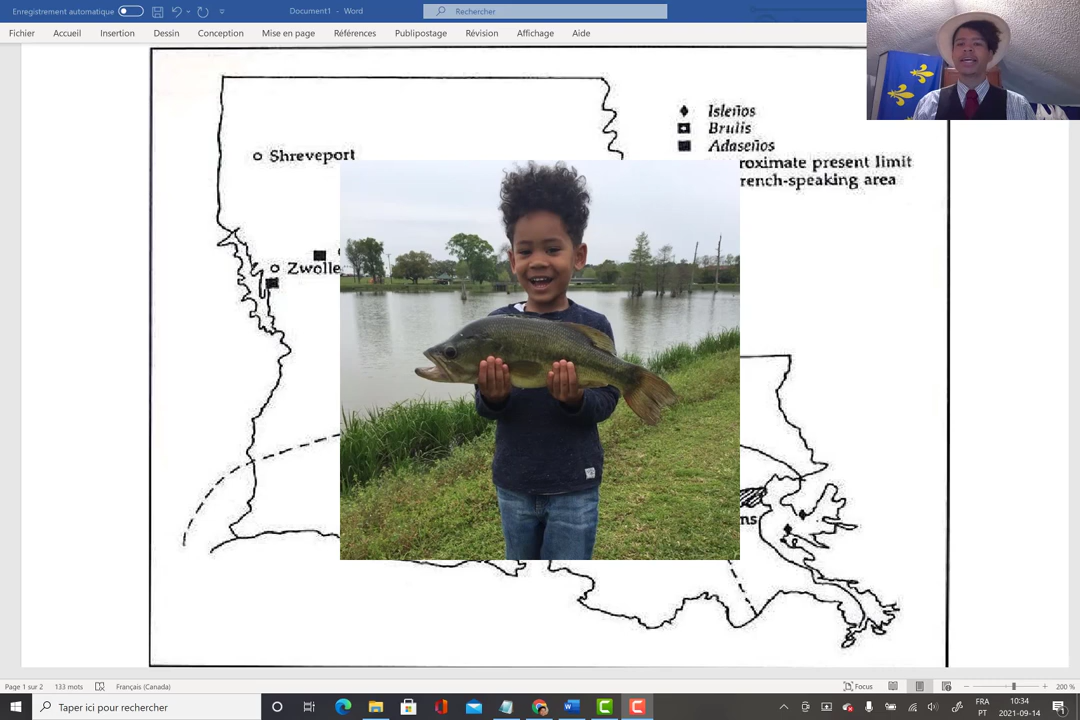 Enregistrement automatique
Document1 - Word
Rechercher
Fichier Accueil Insertion Dessin Conception Mise en page Références Publipostage Révision Affichage Aide
Isleños
Brulis
Adaseños
roximate present limit
rench-speaking area
Shreveport
Zwolle
ns
Page 1 sur 2 133 mots Français (Canada)
Focus
200 %
Taper ici pour rechercher
FRA
PT
10:34
2021-09-14